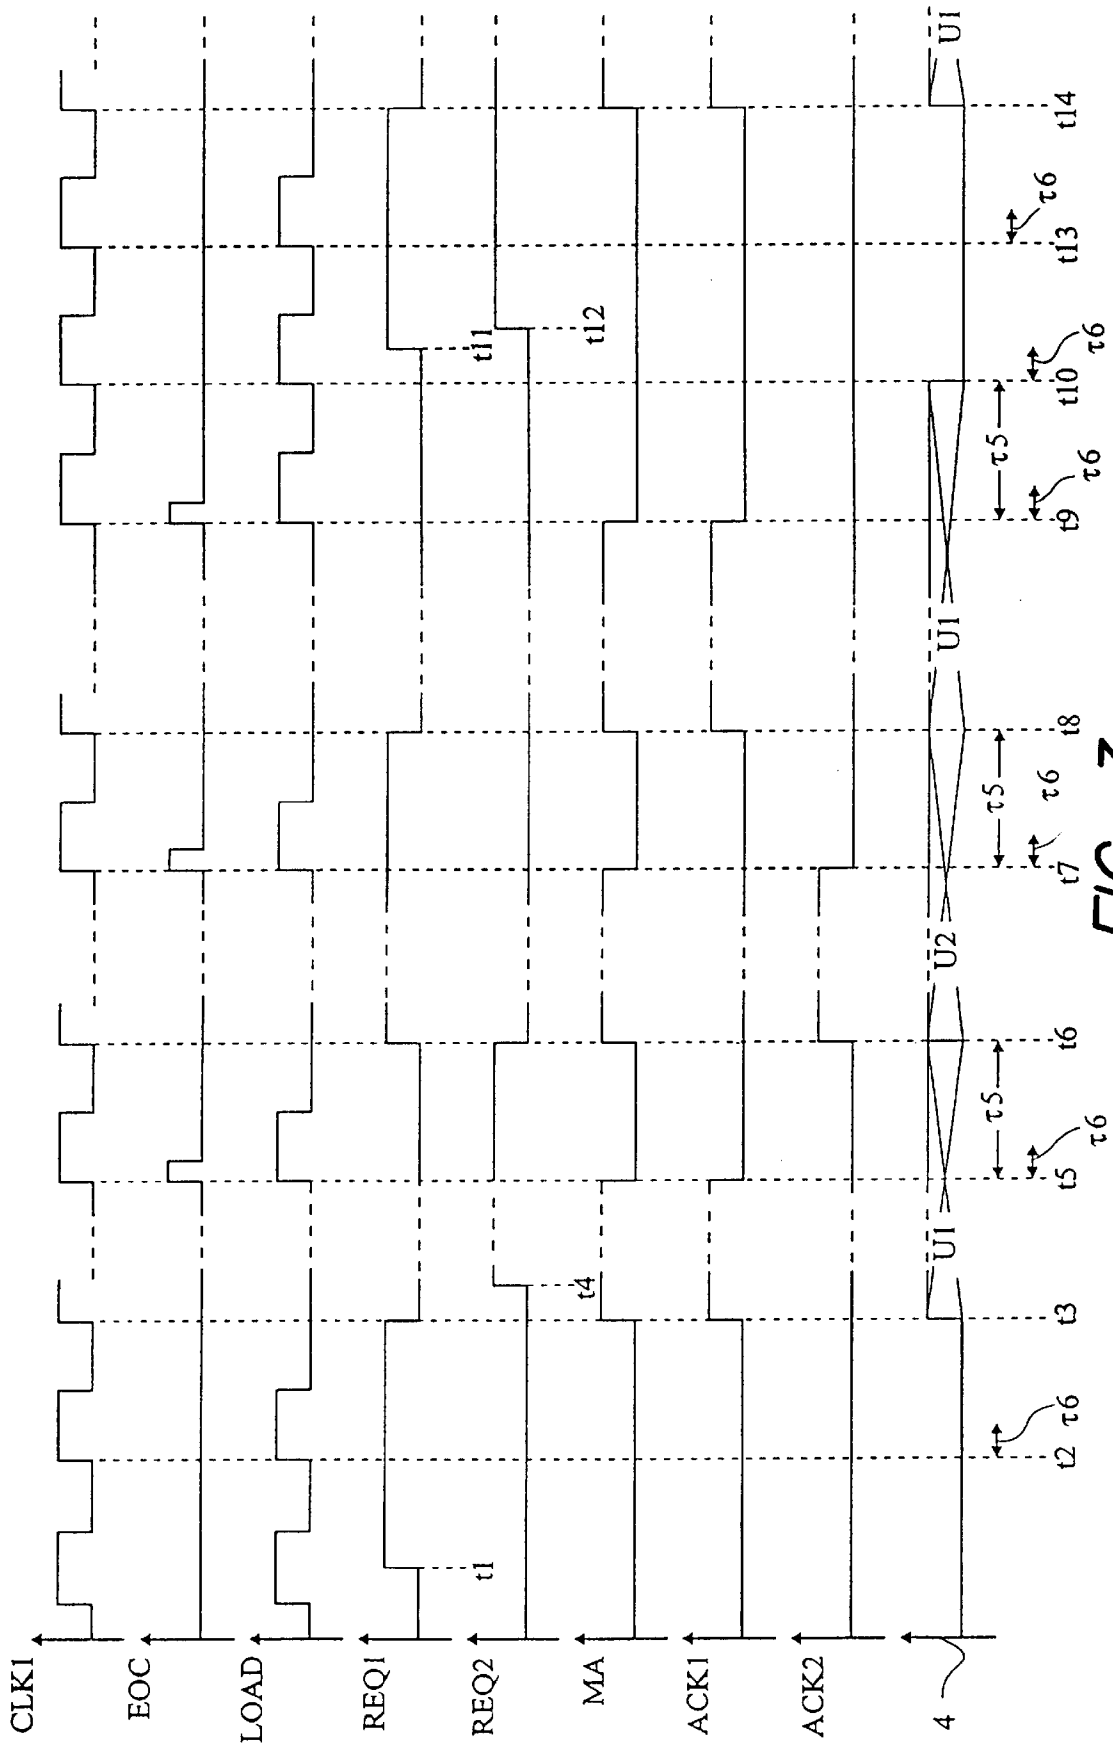 CLK1
EOC
LOAD
REQ1
t1
t11
REQ2
t4
t12
MA
ACK1
ACK2
4
U1
U2
U1
U1
τ5
τ5
τ5
τ6
τ6
τ6
τ6
τ6
τ6
t2
t3
t5
t6
t7
t8
t9
t10
t13
t14